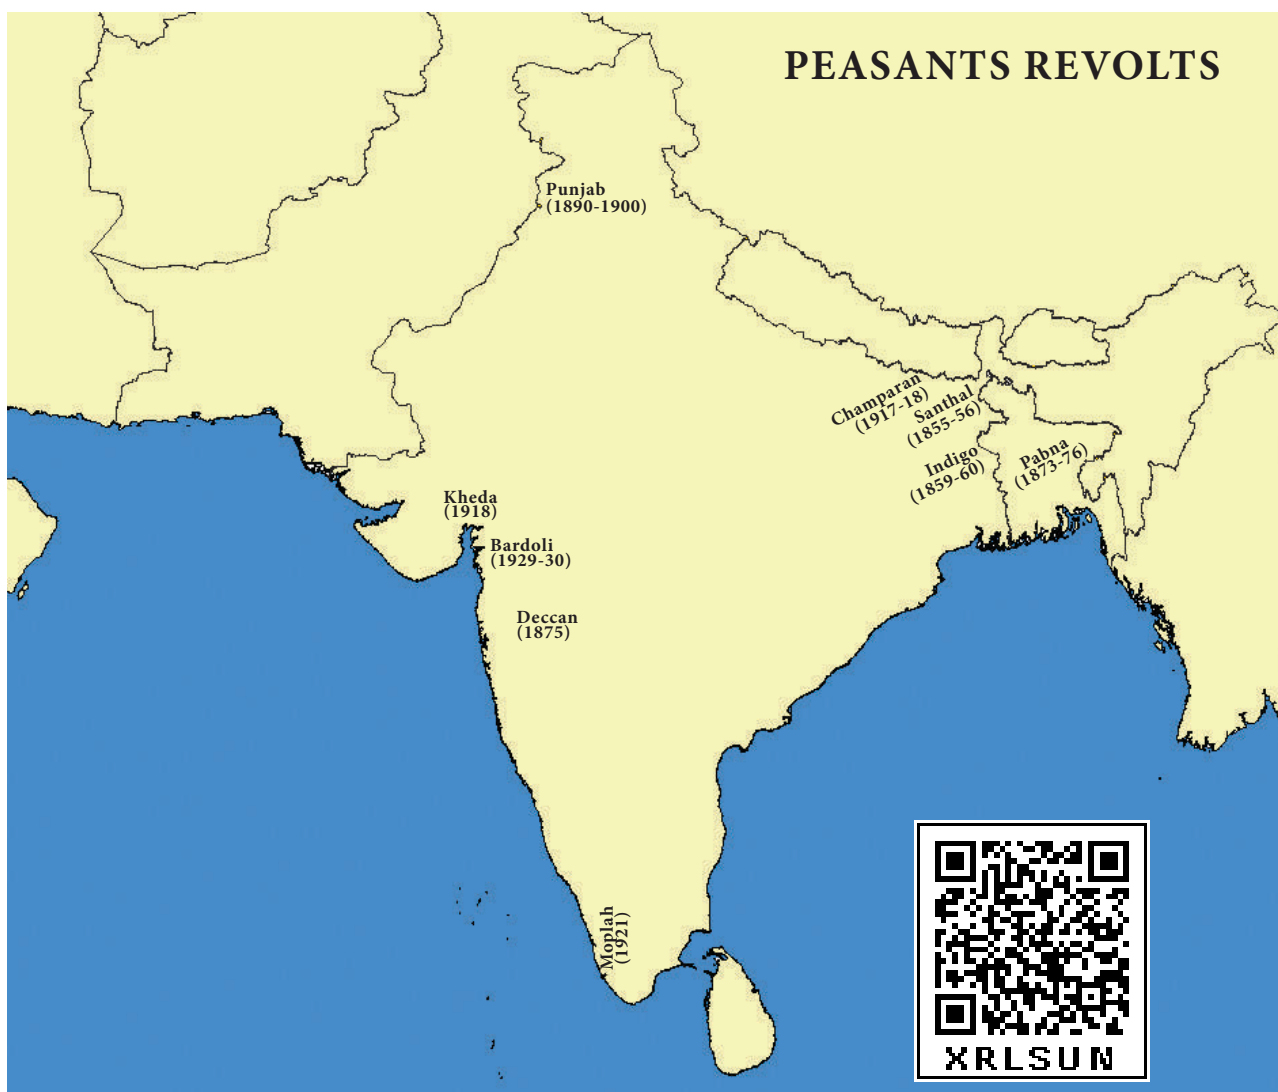 PEASANTS REVOLTS
Punjab
(1890-1900)
Champaran
(1917-18)
Santhal
(1855-56)
Indigo
(1859-60)
Pabna
(1873-76)
Kheda
(1918)
Bardoli
(1929-30)
Deccan
(1875)
Moplah
(1921)
XRLSUN